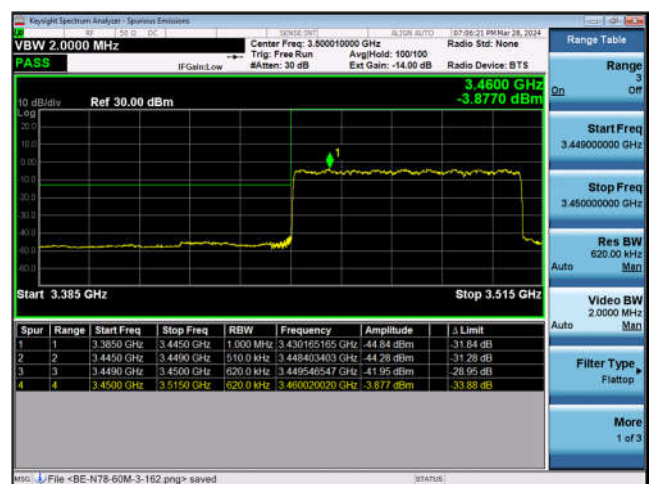 Keysight Spectrum Analyzer - Spurious Emissions
RF 50 Ω DC SENSE:INT ALIGN AUTO 07:06:21 PM Mar 28, 2024
VBW 2.0000 MHz
Center Freq: 3.500010000 GHz Radio Std: None
Trig: Free Run Avg|Hold: 100/100
PASS IFGain:Low #Atten: 30 dB Ext Gain: -14.00 dB Radio Device: BTS
3.4600 GHz
10 dB/div Ref 30.00 dBm -3.8770 dBm
Log
20.0
10.0
0.00
-10.0
-20.0
-30.0
-40.0
-50.0
-60.0
1
Start 3.385 GHz Stop 3.515 GHz
Spur Range Start Freq Stop Freq RBW Frequency Amplitude Δ Limit
1 1 3.3850 GHz 3.4450 GHz 1.000 MHz 3.430165165 GHz -44.84 dBm -31.84 dB
2 2 3.4450 GHz 3.4490 GHz 510.0 kHz 3.448403403 GHz -44.28 dBm -31.28 dB
3 3 3.4490 GHz 3.4500 GHz 620.0 kHz 3.449546547 GHz -41.95 dBm -28.95 dB
4 4 3.4500 GHz 3.5150 GHz 620.0 kHz 3.460020020 GHz -3.877 dBm -33.88 dB
MSG File <BE-N78-60M-3-162.png> saved STATUS
Range Table
Range
3
On Off
Start Freq
3.449000000 GHz
Stop Freq
3.450000000 GHz
Res BW
620.00 kHz
Auto Man
Video BW
2.0000 MHz
Auto Man
Filter Type
Flattop
More
1 of 3